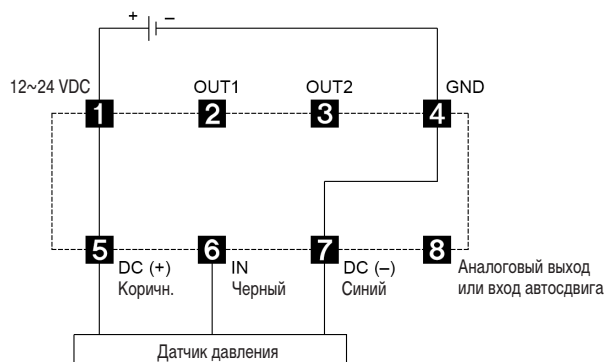 + –
12~24 VDC OUT1 OUT2 GND
1 2 3 4
5 6 7 8
DC (+) IN DC (–) Аналоговый выход
Коричн. Черный Синий или вход автосдвига
Датчик давления